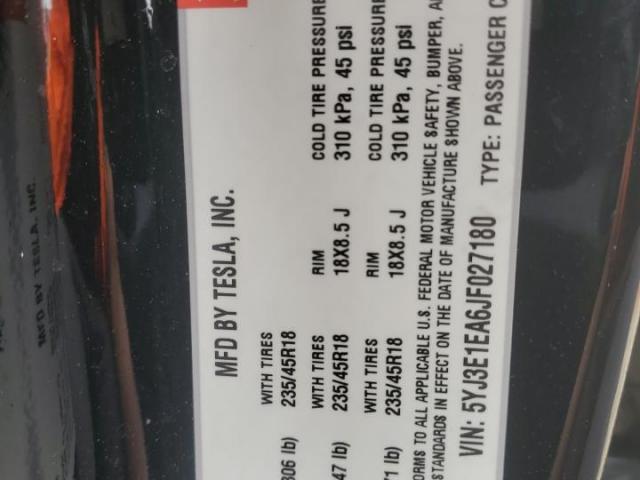 MFD BY TESLA, INC.
WITH TIRES
235/45R18
306 lb) WITH TIRES RIM COLD TIRE PRESSURE
235/45R18 18X8.5 J 310 kPa, 45 psi
47 lb) WITH TIRES RIM COLD TIRE PRESSURE
71 lb) 235/45R18 18X8.5 J 310 kPa, 45 psi
ORMS TO ALL APPLICABLE U.S. FEDERAL MOTOR VEHICLE SAFETY, BUMPER, A
STANDARDS IN EFFECT ON THE DATE OF MANUFACTURE SHOWN ABOVE.
VIN: 5YJ3E1EA6JF027180 TYPE: PASSENGER C
MFD BY TESLA, INC.